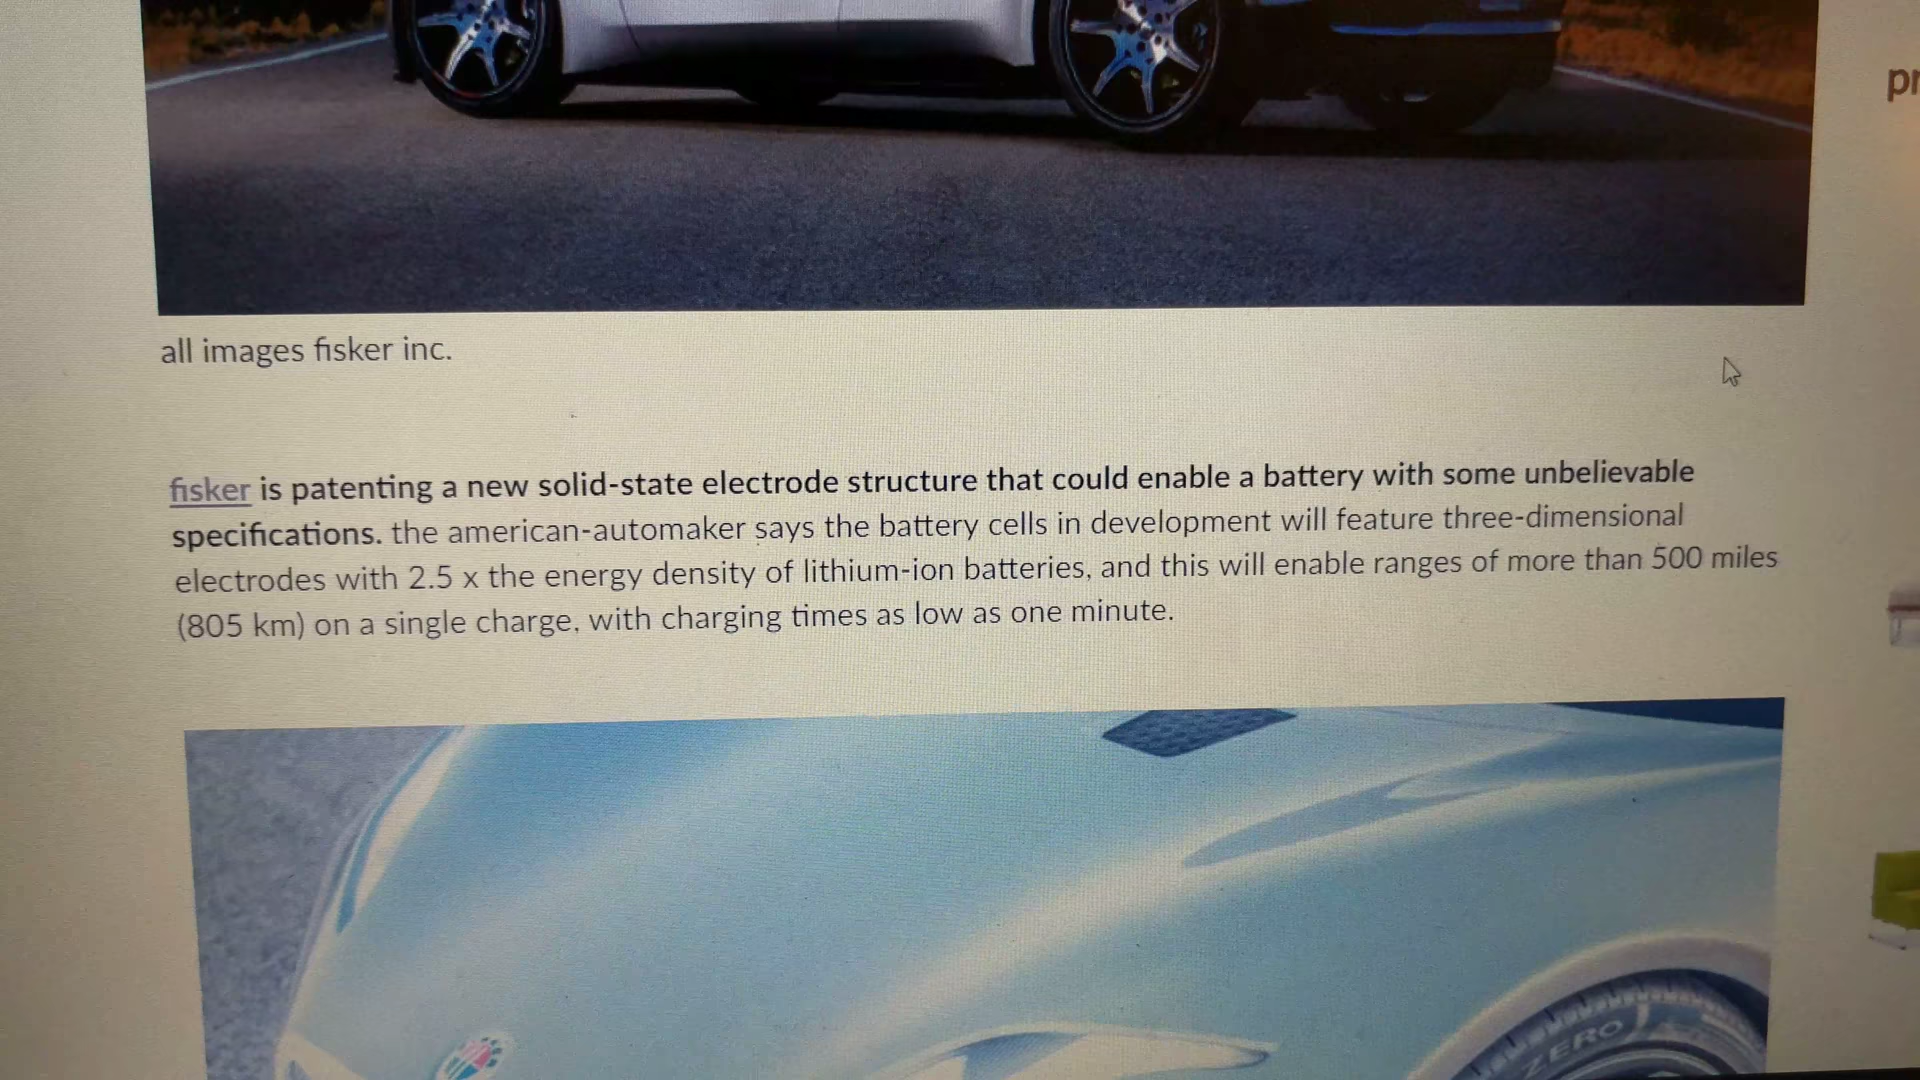 pr
all images fisker inc.
fisker is patenting a new solid-state electrode structure that could enable a battery with some unbelievable
specifications. the american-automaker says the battery cells in development will feature three-dimensional
electrodes with 2.5 x the energy density of lithium-ion batteries, and this will enable ranges of more than 500 miles
(805 km) on a single charge, with charging times as low as one minute.
ZERO